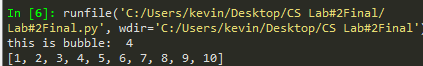 In [6]: runfile('C:/Users/kevin/Desktop/CS Lab#2Final/
Lab#2Final.py', wdir='C:/Users/kevin/Desktop/CS Lab#2Final')
this is bubble:  4
[1, 2, 3, 4, 5, 6, 7, 8, 9, 10]